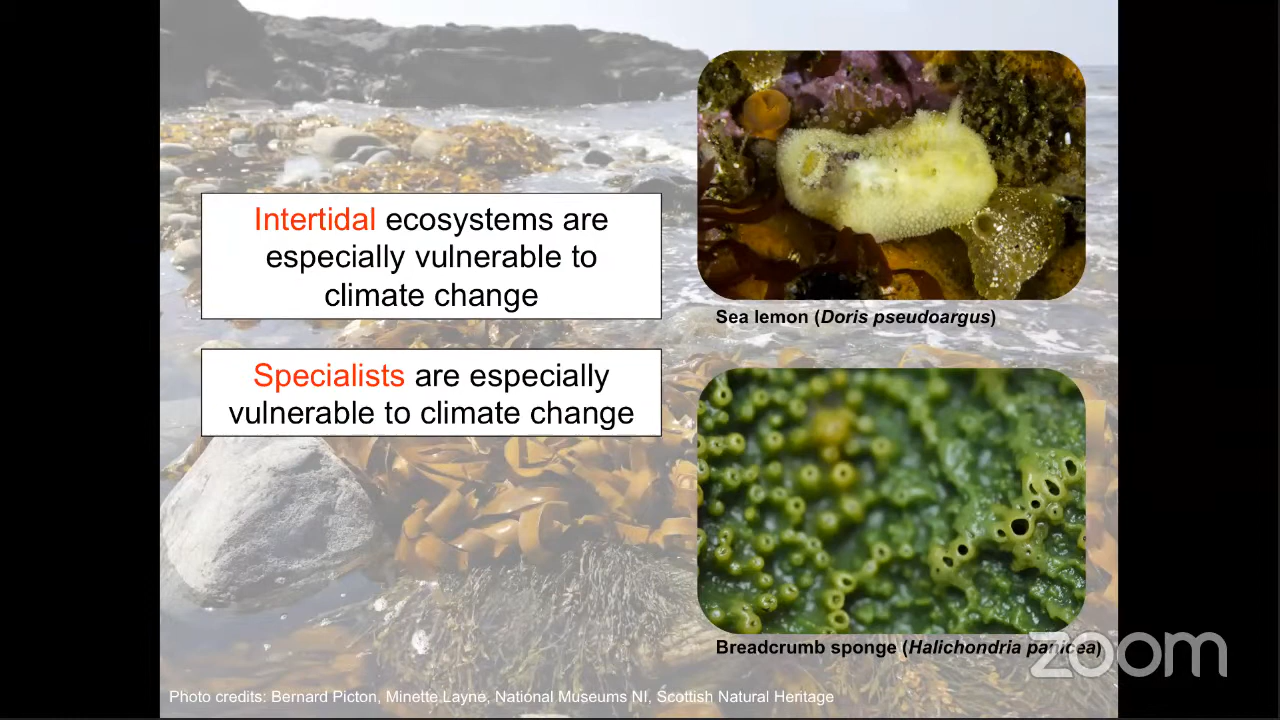 Intertidal ecosystems are
especially vulnerable to
climate change
Specialists are especially
vulnerable to climate change
Sea lemon (Doris pseudoargus)
Breadcrumb sponge (Halichondria panicea)
zoom
Photo credits: Bernard Picton, Minette Layne, National Museums NI, Scottish Natural Heritage